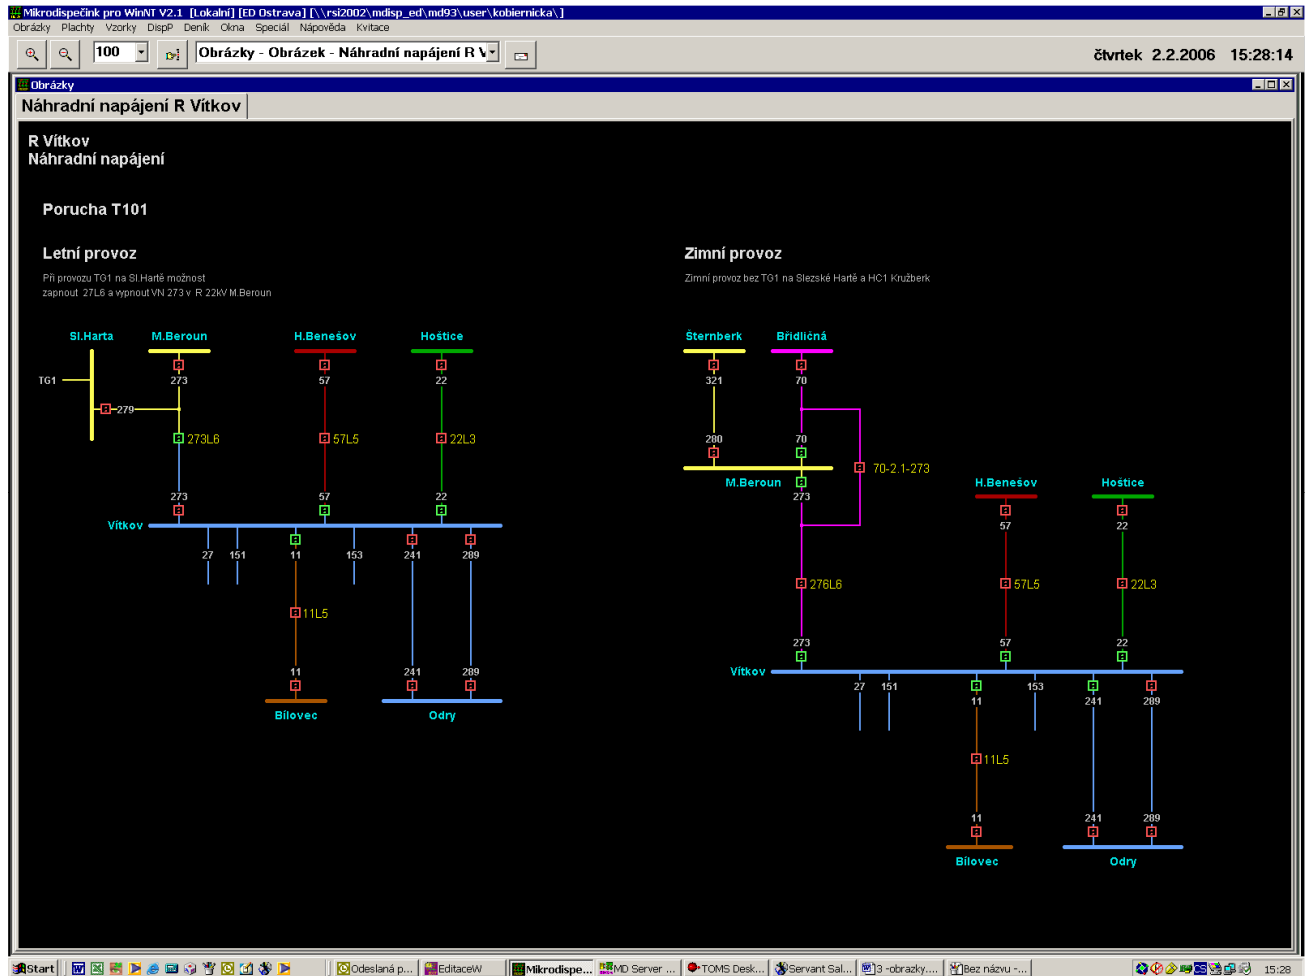 Mikrodispečink pro WinNT V2.1 [Lokalní] [ED Ostrava] [\\rsi2002\mdisp_ed\md93\user\kobiernicka\]
Obrázky Plachty Vzorky DispP Deník Okna Speciál Nápověda Kvitace
100 Obrázky - Obrázek - Náhradní napájení R V čtvrtek 2.2.2006 15:28:14
Obrázky
Náhradní napájení R Vítkov
R Vítkov
Náhradní napájení
Porucha T101
Letní provoz
Při provozu TG1 na Sl.Hartě možnost
zapnout 27L6 a vypnout VN 273 v R 22kV M.Beroun
Sl.Harta M.Beroun H.Benešov Hoštice
273 57 22
TG1
279
273L6 57L5 22L3
273 57 22
Vítkov
27 151 11 153 241 289
11L5
11 241 289
Bílovec Odry
Zimní provoz
Zimní provoz bez TG1 na Slezské Hartě a HC1 Kružberk
Šternberk Břidličná
321 70
280 70
70-2.1-273
M.Beroun H.Benešov Hoštice
273
57 22
276L6 57L5 22L3
273 57 22
Vítkov
27 151 11 153 241 289
11L5
11 241 289
Bílovec Odry
Start Odeslaná p... EditaceW Mikrodispe... MD Server ... TOMS Desk... Servant Sal... 3 -obrazky.... Bez názvu -... CS 15:28